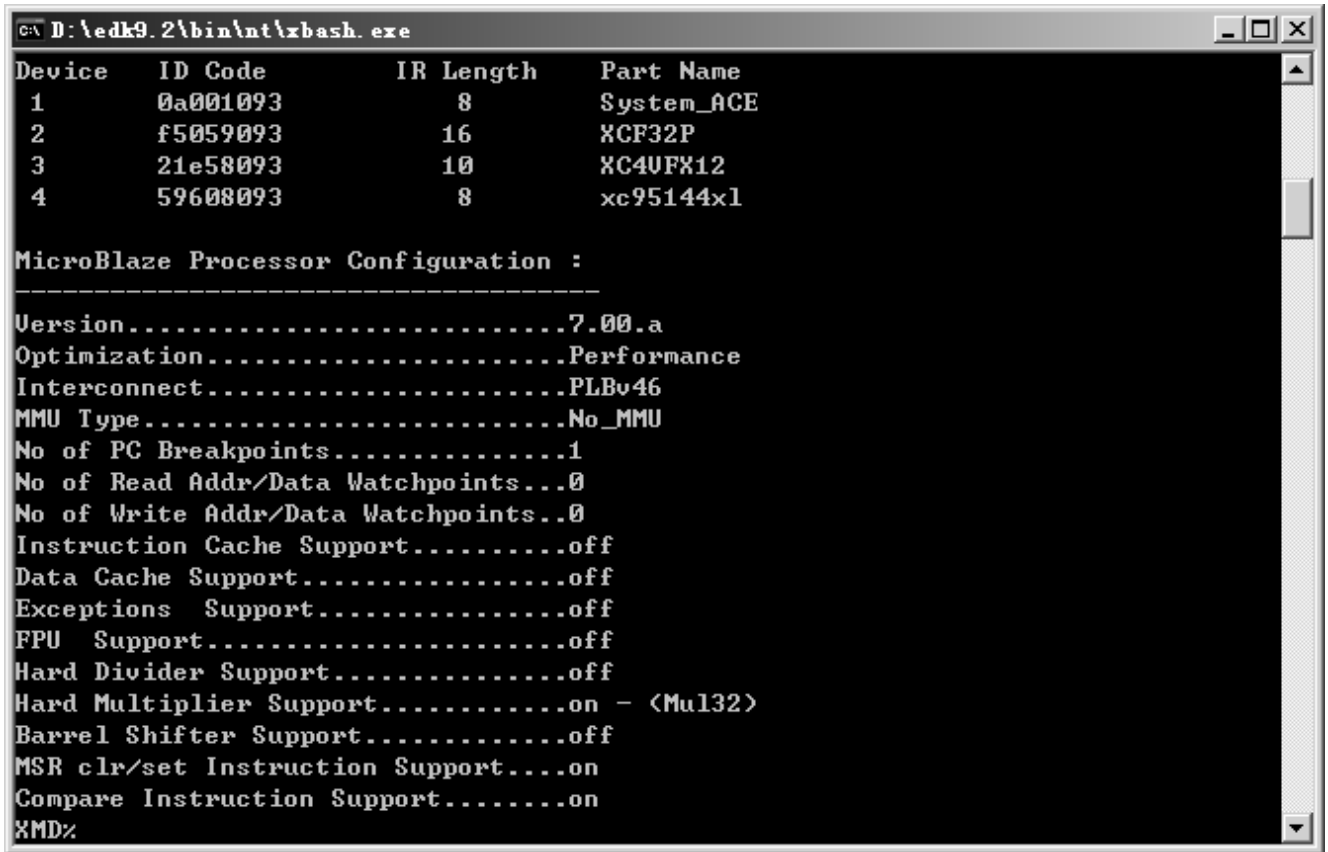 D:\edk9.2\bin\nt\xbash.exe
Device ID Code IR Length Part Name
1 0a001093 8 System_ACE
2 f5059093 16 XCF32P
3 21e58093 10 XC4VFX12
4 59608093 8 xc95144xl
MicroBlaze Processor Configuration :
-------------------------------------
Version............................7.00.a
Optimization.......................Performance
Interconnect.......................PLBv46
MMU Type...........................No_MMU
No of PC Breakpoints...............1
No of Read Addr/Data Watchpoints...0
No of Write Addr/Data Watchpoints..0
Instruction Cache Support..........off
Data Cache Support.................off
Exceptions  Support................off
FPU  Support.......................off
Hard Divider Support...............off
Hard Multiplier Support............on - (Mul32)
Barrel Shifter Support.............off
MSR clr/set Instruction Support....on
Compare Instruction Support........on
XMD%